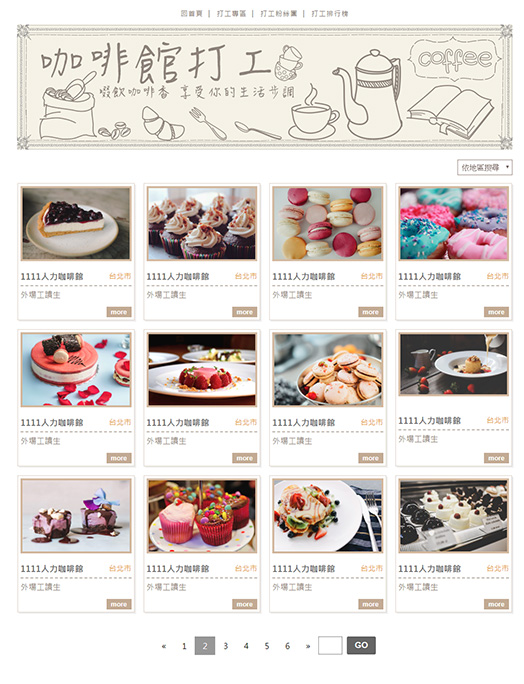 回首頁 | 打工專區 | 打工粉絲團 | 打工排行榜
咖啡館打工
啜飲咖啡香 享受你的生活步調
coffee
依地區搜尋
1111人力咖啡館 台北市
外場工讀生
more
1111人力咖啡館 台北市
外場工讀生
more
1111人力咖啡館 台北市
外場工讀生
more
1111人力咖啡館 台北市
外場工讀生
more
1111人力咖啡館 台北市
外場工讀生
more
1111人力咖啡館 台北市
外場工讀生
more
1111人力咖啡館 台北市
外場工讀生
more
1111人力咖啡館 台北市
外場工讀生
more
1111人力咖啡館 台北市
外場工讀生
more
1111人力咖啡館 台北市
外場工讀生
more
1111人力咖啡館 台北市
外場工讀生
more
1111人力咖啡館 台北市
外場工讀生
more
« 1 2 3 4 5 6 » GO